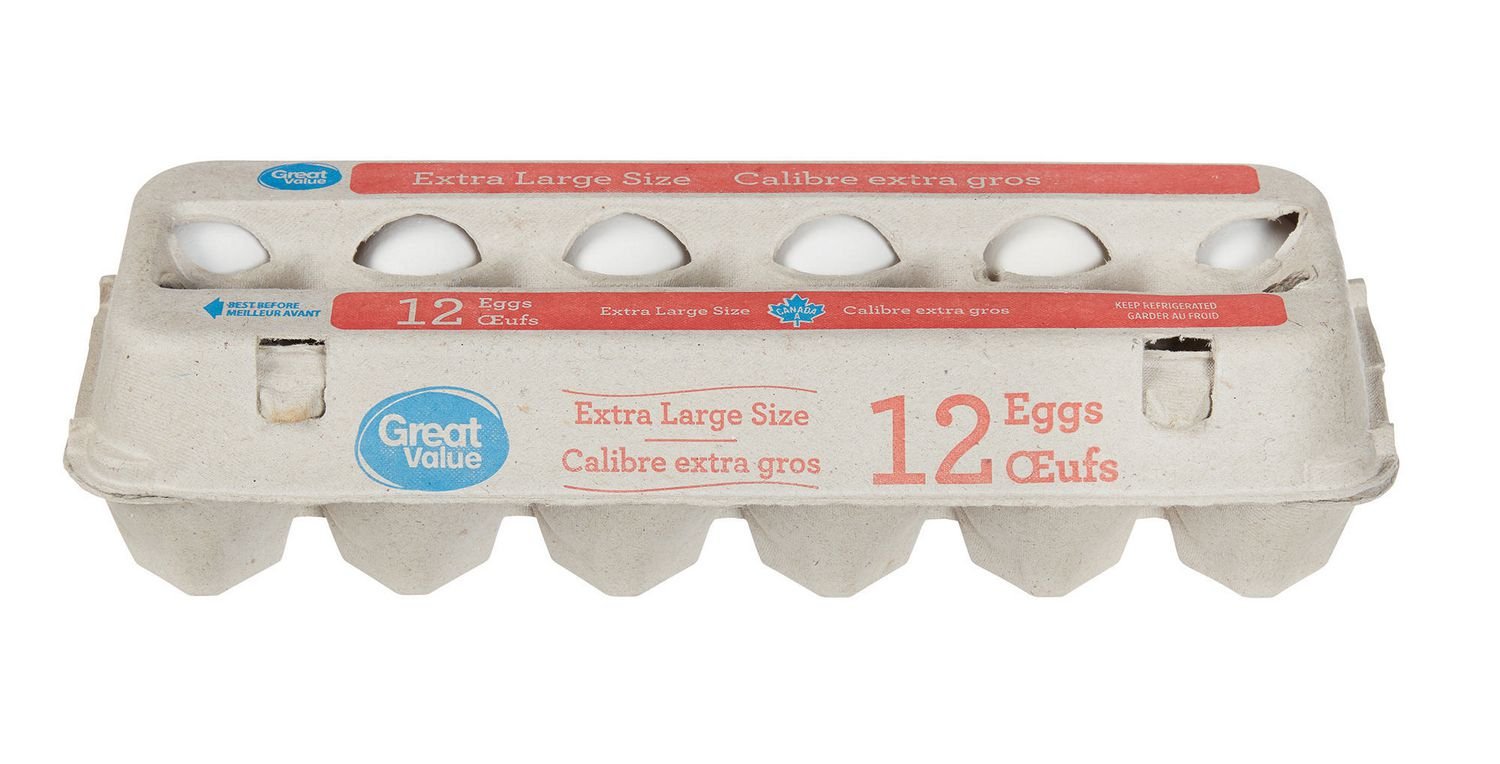 Great
Value
Extra Large Size Calibre extra gros
BEST BEFORE
MEILLEUR AVANT
12 Eggs
Œufs
Extra Large Size
CANADA
A
Calibre extra gros
KEEP REFRIGERATED
GARDER AU FROID
Great
Value
Extra Large Size
Calibre extra gros
12 Eggs
Œufs